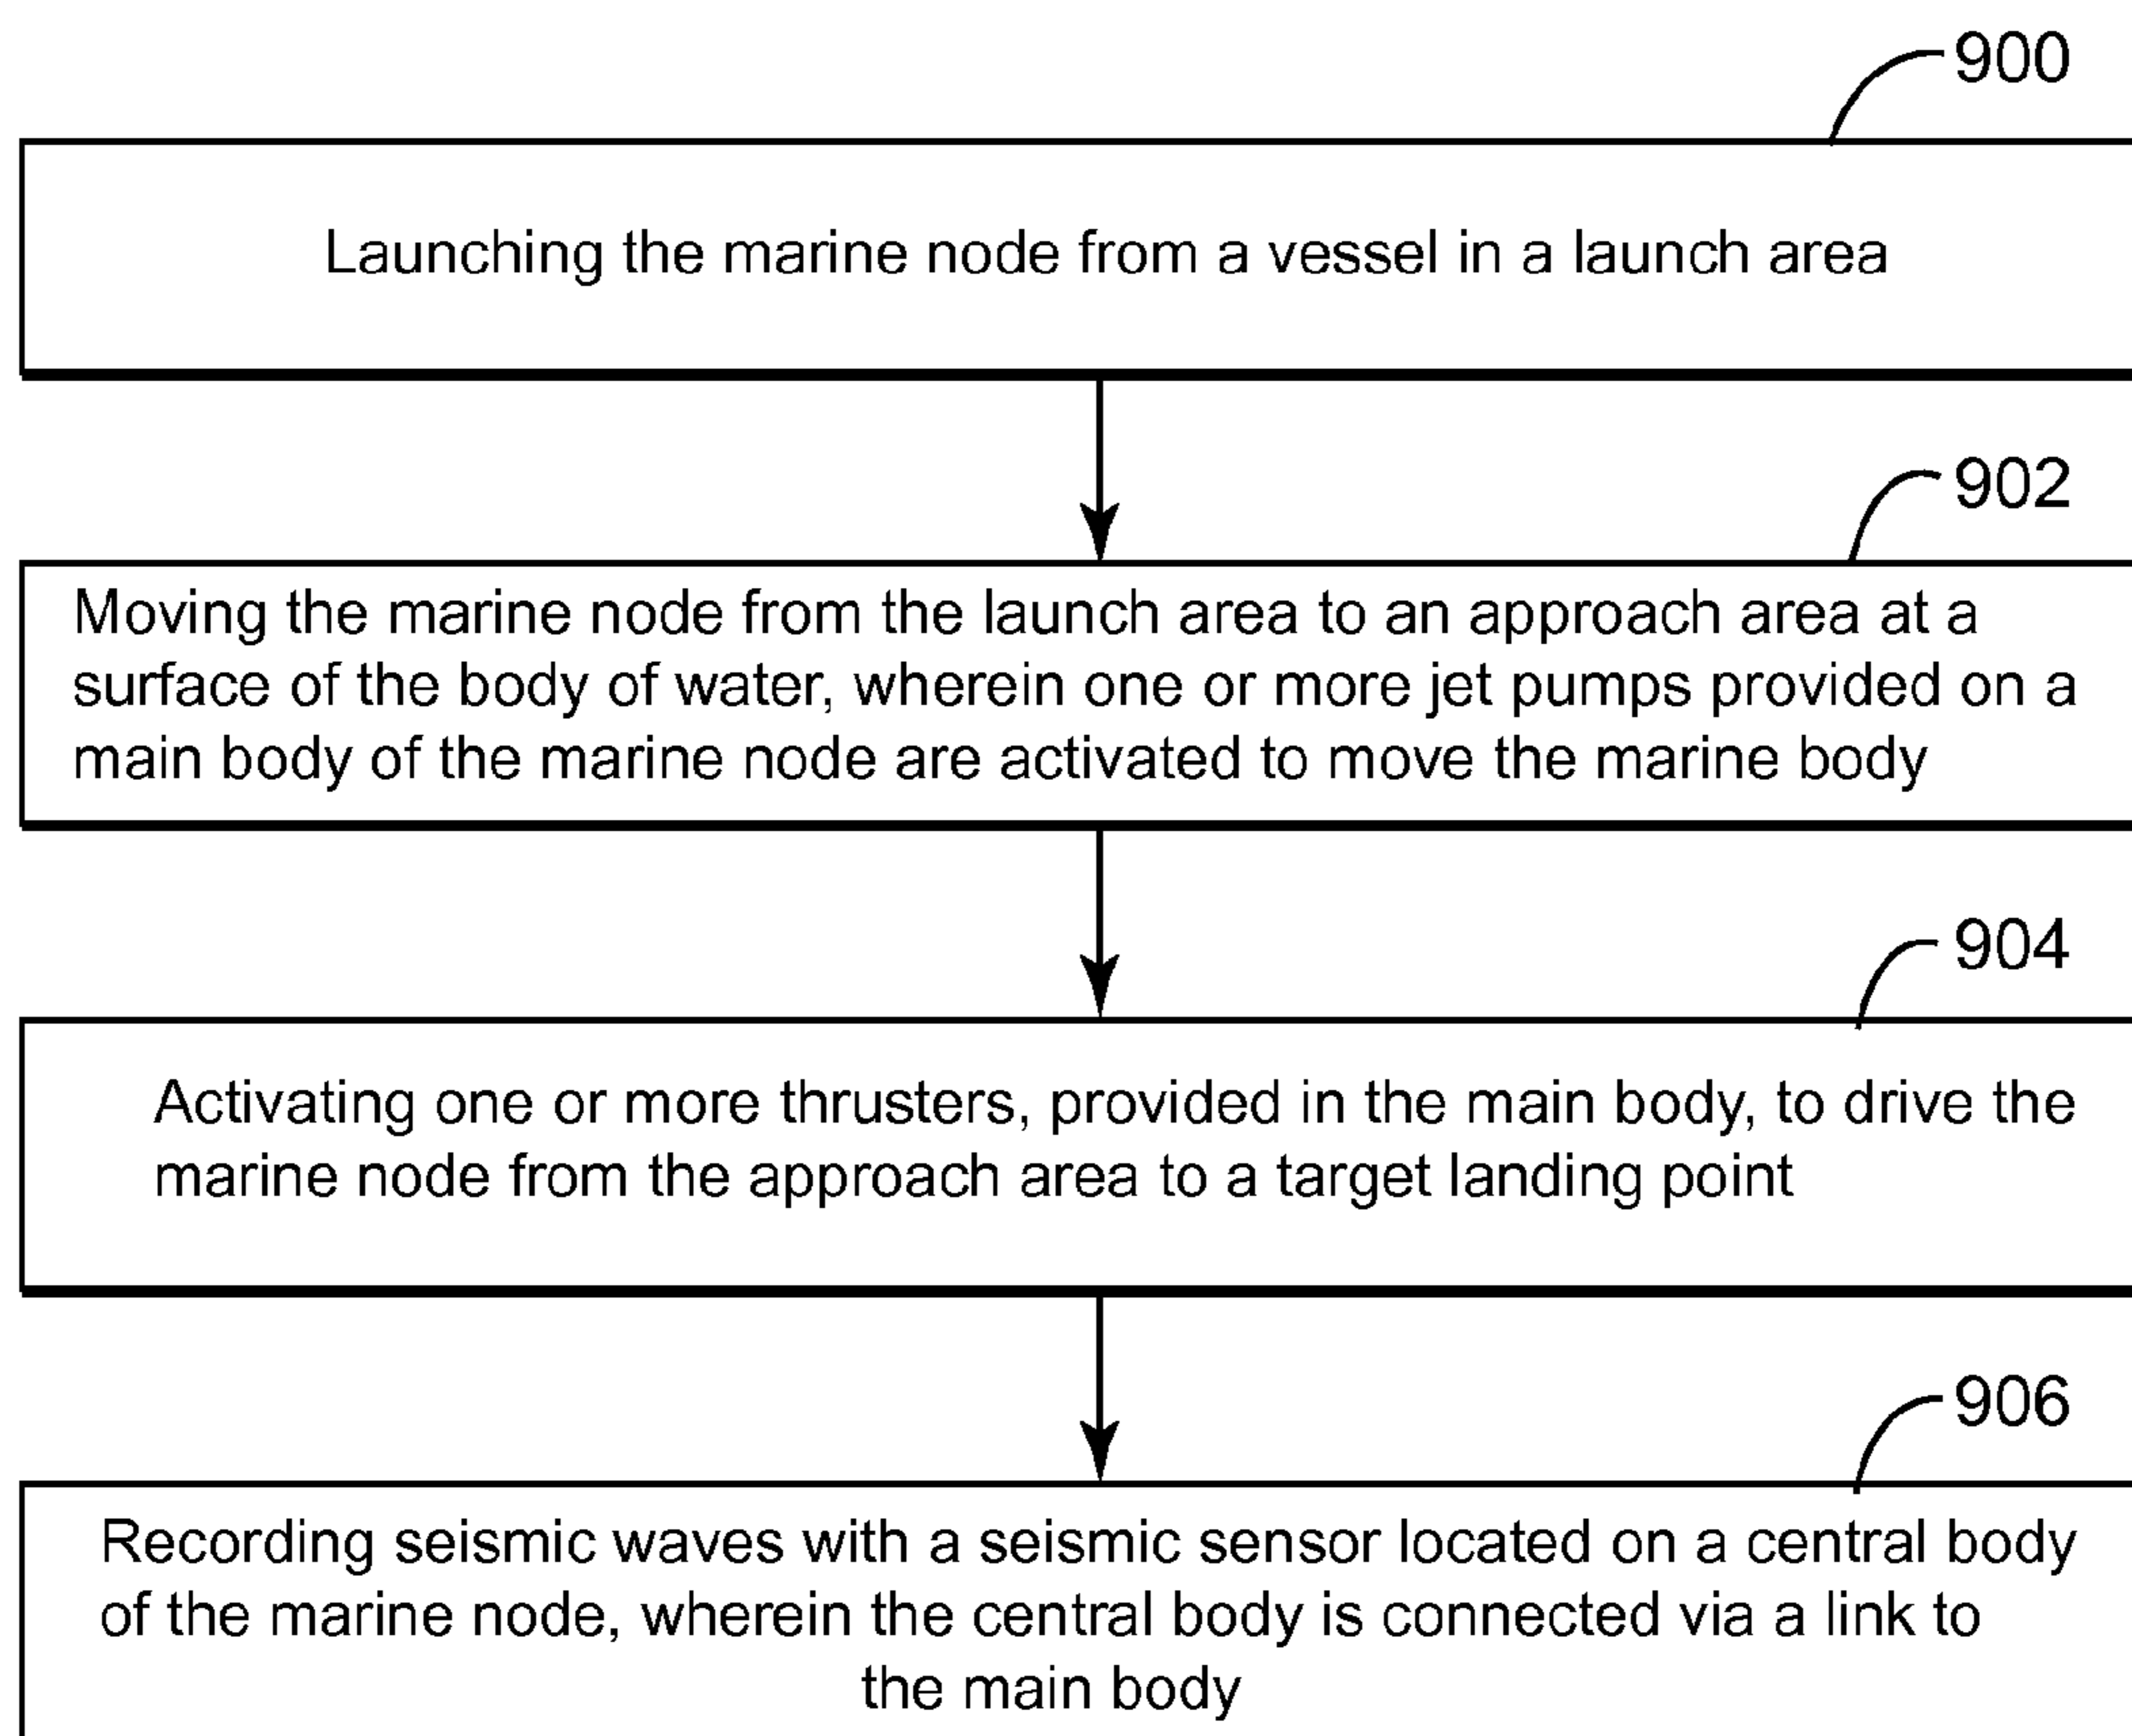 900
Launching the marine node from a vessel in a launch area
902
Moving the marine node from the launch area to an approach area at a
surface of the body of water, wherein one or more jet pumps provided on a
main body of the marine node are activated to move the marine body
904
Activating one or more thrusters, provided in the main body, to drive the
marine node from the approach area to a target landing point
906
Recording seismic waves with a seismic sensor located on a central body
of the marine node, wherein the central body is connected via a link to
the main body